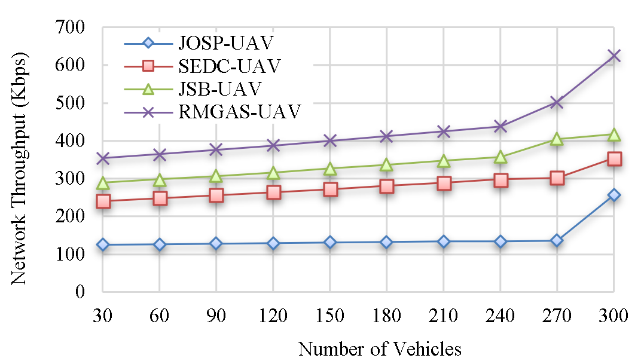 700
600
500
400
300
200
100
0
JOSP-UAV
SEDC-UAV
JSB-UAV
RMGAS-UAV
Network Throughput (Kbps)
30 60 90 120 150 180 210 240 270 300
Number of Vehicles